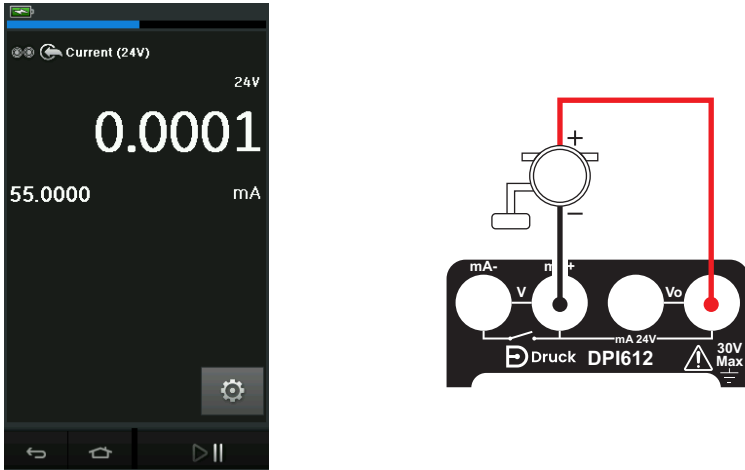 Current (24V)
24V
0.0001
55.0000 mA
+
−
mA- m +
V Vo
mA 24V
Druck DPI612 30V
Max